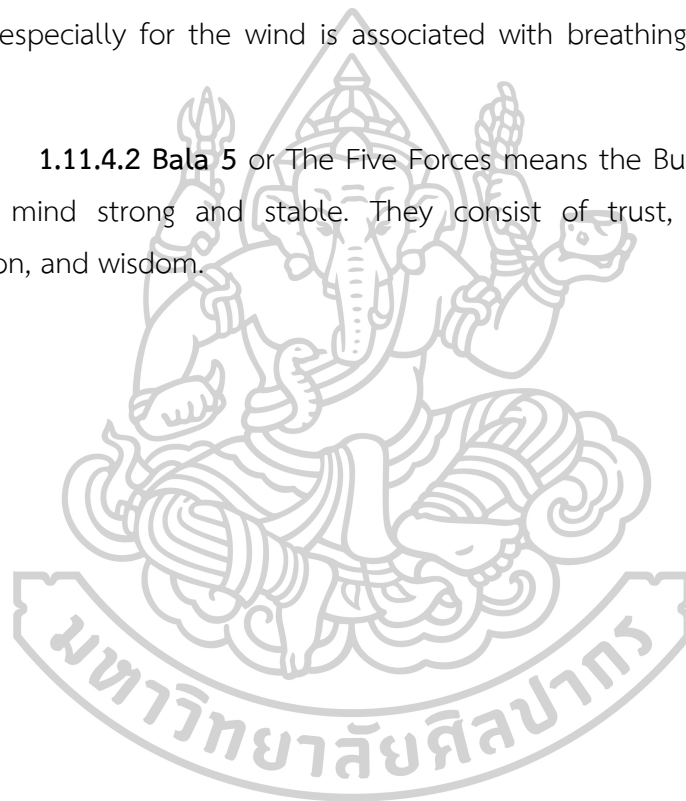 especially for the wind is associated with breathing
1.11.4.2 Bala 5 or The Five Forces means the Bu
mind strong and stable. They consist of trust,
on, and wisdom.
มหาวิทยาลัยศิลปากร